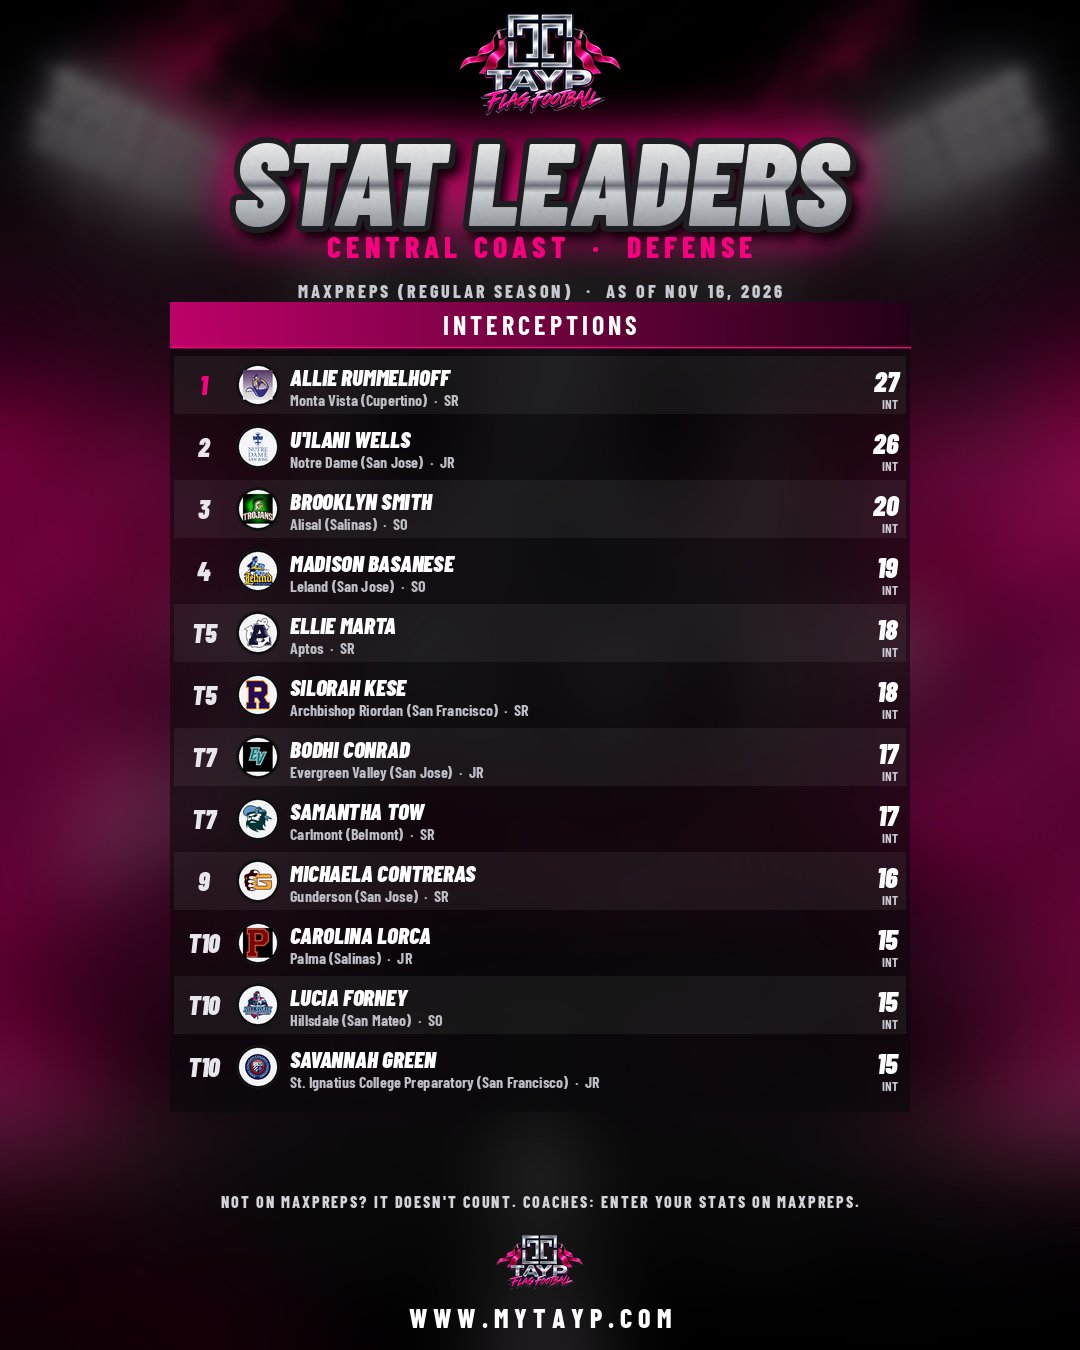 TAYP
FLAG FOOTBALL
STAT LEADERS
CENTRAL COAST · DEFENSE
MAXPREPS (REGULAR SEASON) · AS OF NOV 16, 2026
INTERCEPTIONS
1 ALLIE RUMMELHOFF 27
Monta Vista (Cupertino) · SR INT
2 U'ILANI WELLS 26
NOTRE DAME SAN JOSE
Notre Dame (San Jose) · JR INT
3 BROOKLYN SMITH 20
TROJANS
Alisal (Salinas) · SO INT
4 MADISON BASANESE 19
Leland
Leland (San Jose) · SO INT
T5 A ELLIE MARTA 18
Aptos · SR INT
T5 R SILORAH KESE 18
Archbishop Riordan (San Francisco) · SR INT
T7 EV BODHI CONRAD 17
Evergreen Valley (San Jose) · JR INT
T7 SAMANTHA TOW 17
Carlmont (Belmont) · SR INT
9 G MICHAELA CONTRERAS 16
Gunderson (San Jose) · SR INT
T10 P CAROLINA LORCA 15
Palma (Salinas) · JR INT
T10 LUCIA FORNEY 15
Hillsdale (San Mateo) · SO INT
T10 SAVANNAH GREEN 15
St. Ignatius College Preparatory (San Francisco) · JR INT
NOT ON MAXPREPS? IT DOESN'T COUNT. COACHES: ENTER YOUR STATS ON MAXPREPS.
TAYP
FLAG FOOTBALL
WWW.MYTAYP.COM